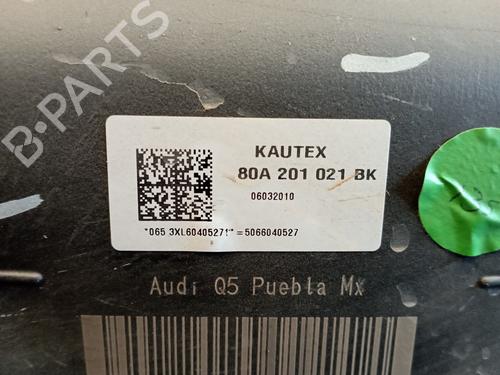 B-PARTS
KAUTEX
80A 201 021 BK
06032010
*065 3XL60405271*=5066040527
Audi Q5 Puebla Mx